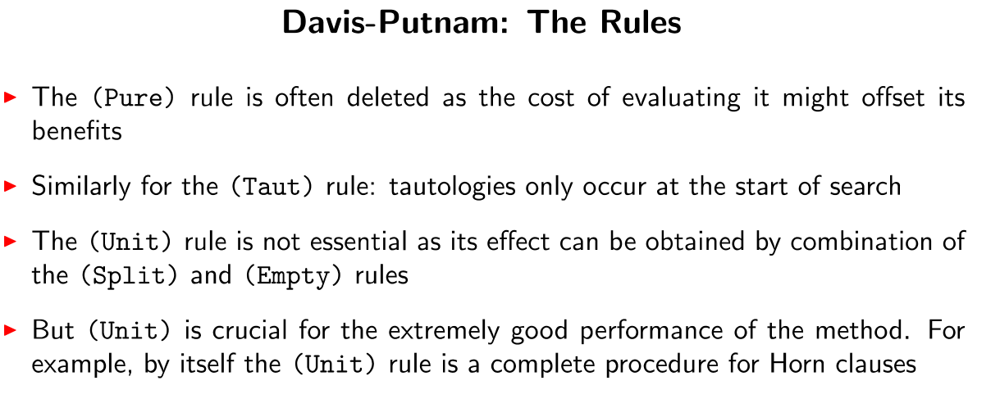 Davis-Putnam: The Rules
The (Pure) rule is often deleted as the cost of evaluating it might offset its
benefits
Similarly for the (Taut) rule: tautologies only occur at the start of search
The (Unit) rule is not essential as its effect can be obtained by combination of
the (Split) and (Empty) rules
But (Unit) is crucial for the extremely good performance of the method. For
example, by itself the (Unit) rule is a complete procedure for Horn clauses